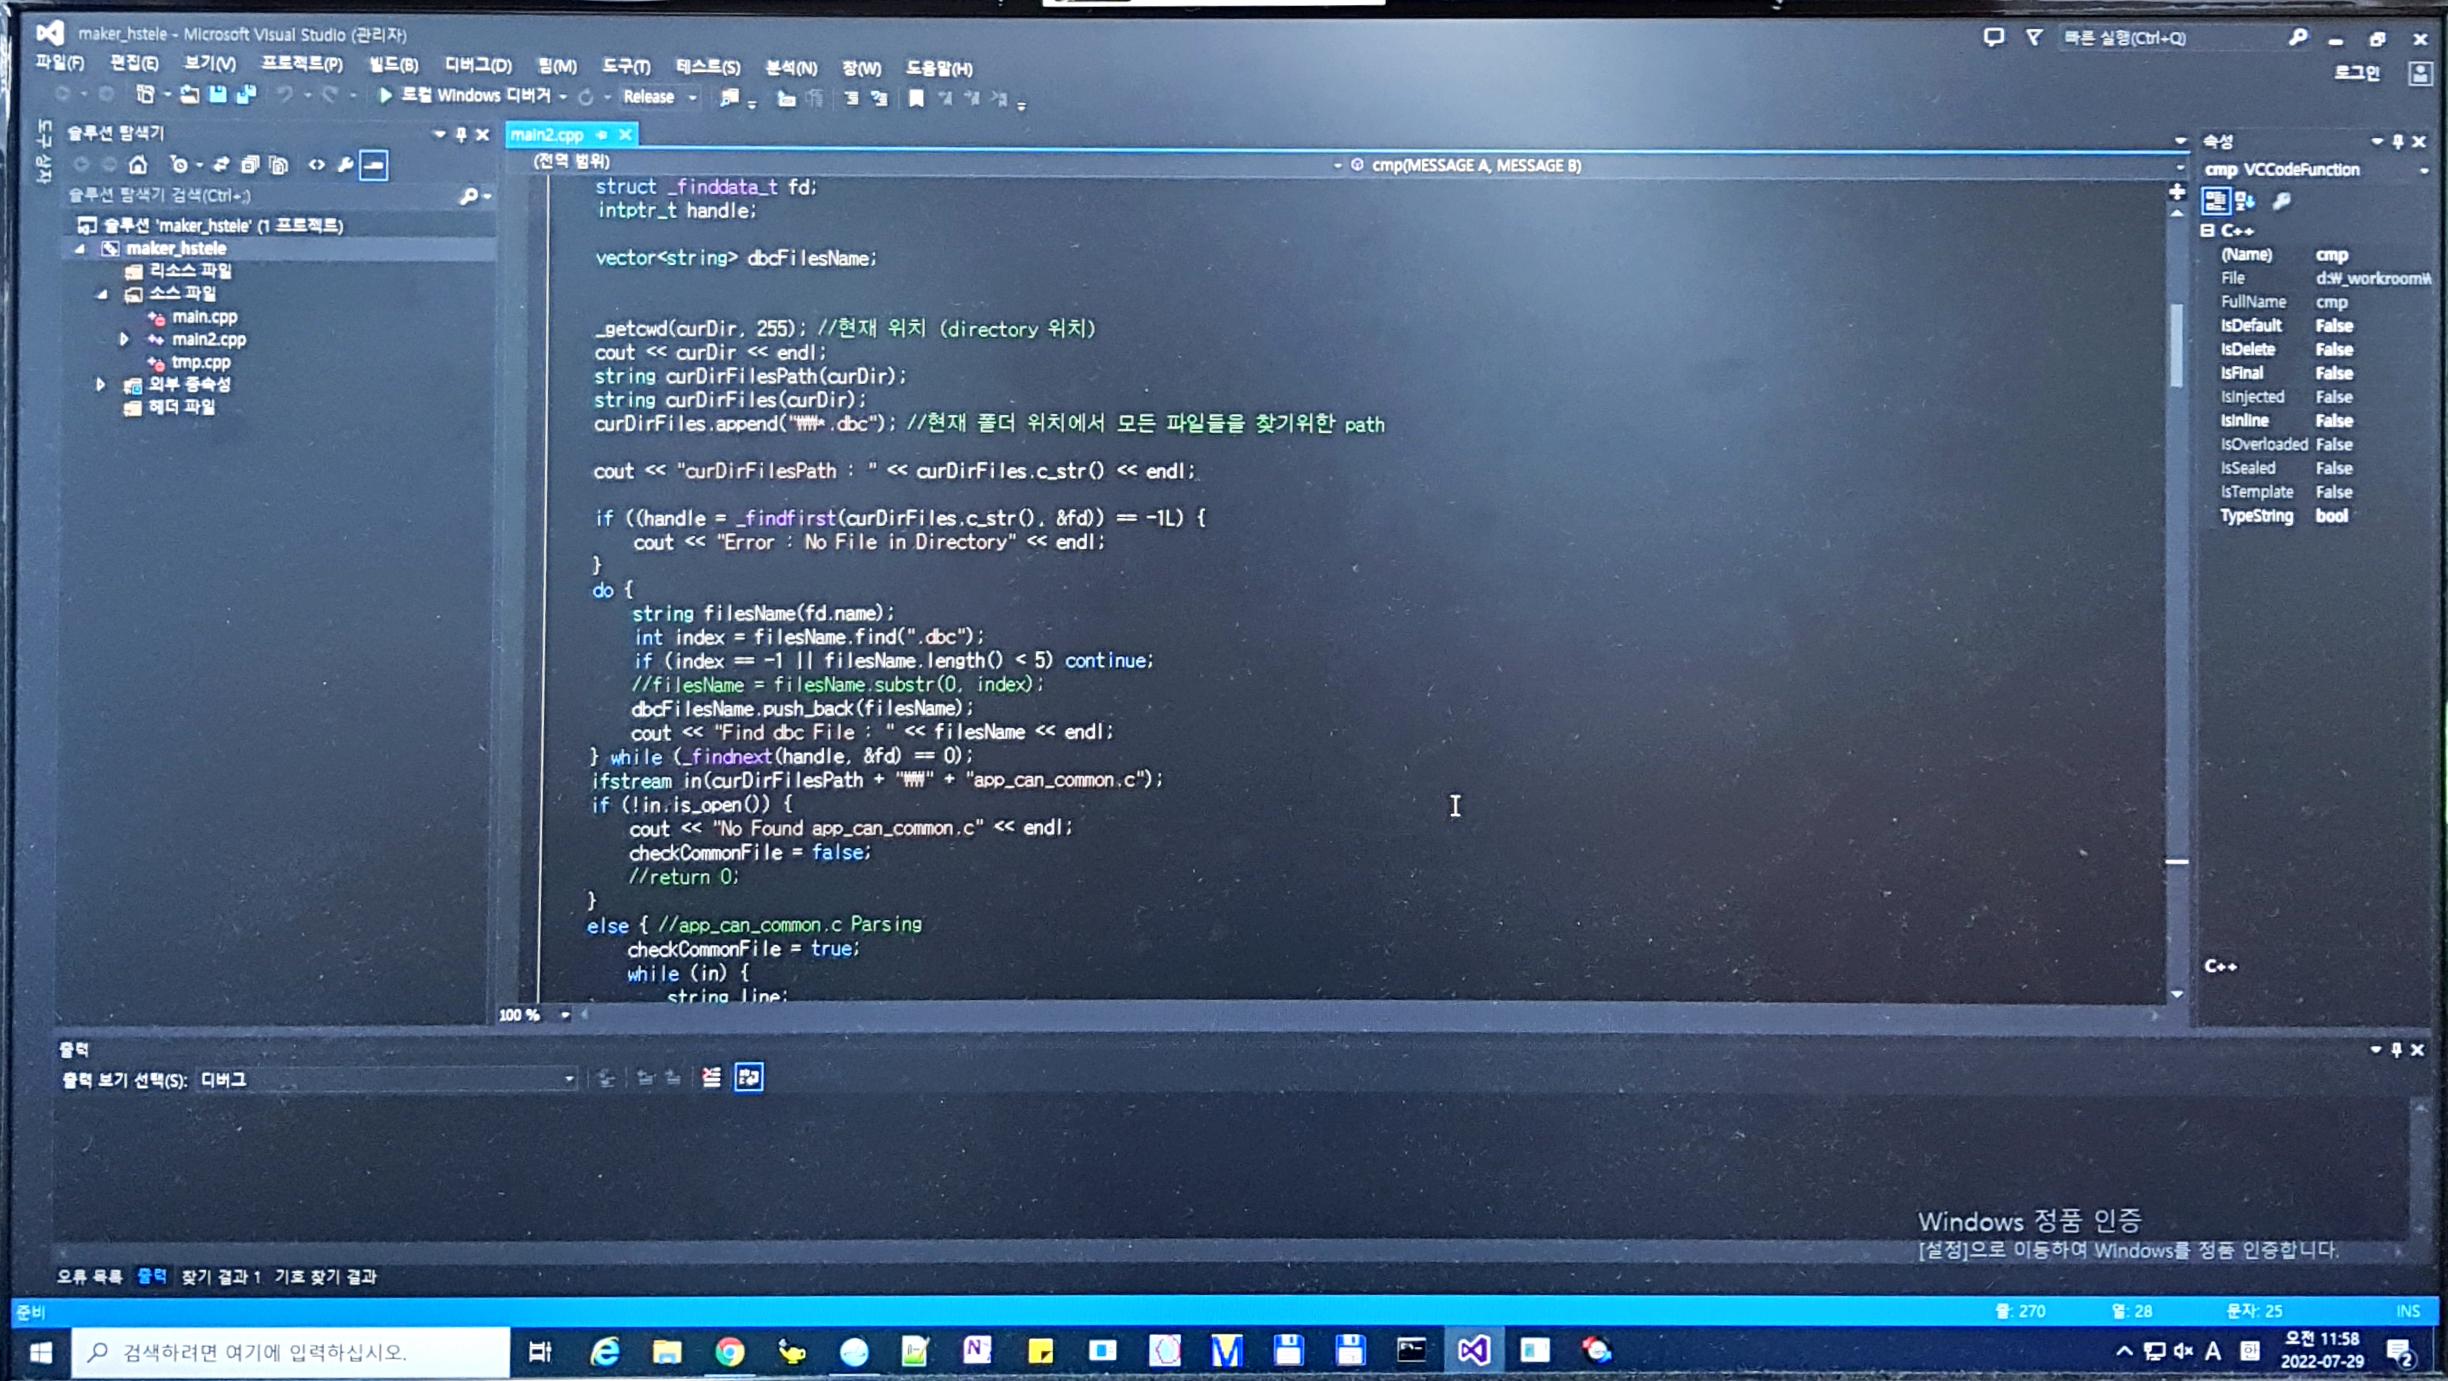 maker_hstele - Microsoft Visual Studio (관리자)
빠른 실행(Ctrl+Q)
파일(F) 편집(E) 보기(V) 프로젝트(P) 빌드(B) 디버그(D) 팀(M) 도구(T) 테스트(S) 분석(N) 창(W) 도움말(H)
로그인
로컬 Windows 디버거 Release
도구 상자
솔루션 탐색기
솔루션 탐색기 검색(Ctrl+;)
솔루션 'maker_hstele' (1 프로젝트)
maker_hstele
리소스 파일
소스 파일
main.cpp
main2.cpp
tmp.cpp
외부 종속성
헤더 파일
main2.cpp
(전역 범위)
cmp(MESSAGE A, MESSAGE B)
struct _finddata_t fd;
intptr_t handle;
vector<string> dbcFilesName;
_getcwd(curDir, 255); //현재 위치 (directory 위치)
cout << curDir << endl;
string curDirFilesPath(curDir);
string curDirFiles(curDir);
curDirFiles.append("₩₩*.dbc"); //현재 폴더 위치에서 모든 파일들을 찾기위한 path
cout << "curDirFilesPath : " << curDirFiles.c_str() << endl;
if ((handle = _findfirst(curDirFiles.c_str(), &fd)) == -1L) {
cout << "Error : No File in Directory" << endl;
}
do {
string filesName(fd.name);
int index = filesName.find(".dbc");
if (index == -1 || filesName.length() < 5) continue;
//filesName = filesName.substr(0, index);
dbcFilesName.push_back(filesName);
cout << "Find dbc File : " << filesName << endl;
} while (_findnext(handle, &fd) == 0);
ifstream in(curDirFilesPath + "₩₩" + "app_can_common.c");
if (!in.is_open()) {
cout << "No Found app_can_common.c" << endl;
checkCommonFile = false;
//return 0;
}
else { //app_can_common.c Parsing
checkCommonFile = true;
while (in) {
string line;
100 %
속성
cmp VCCodeFunction
C++
(Name) cmp
File d:₩_workroom₩
FullName cmp
IsDefault False
IsDelete False
IsFinal False
IsInjected False
IsInline False
IsOverloaded False
IsSealed False
IsTemplate False
TypeString bool
C++
출력
출력 보기 선택(S): 디버그
Windows 정품 인증
[설정]으로 이동하여 Windows를 정품 인증합니다.
오류 목록 출력 찾기 결과 1 기호 찾기 결과
준비
줄: 270 열: 28 문자: 25 INS
검색하려면 여기에 입력하십시오.
A 한
오전 11:58
2022-07-29
2